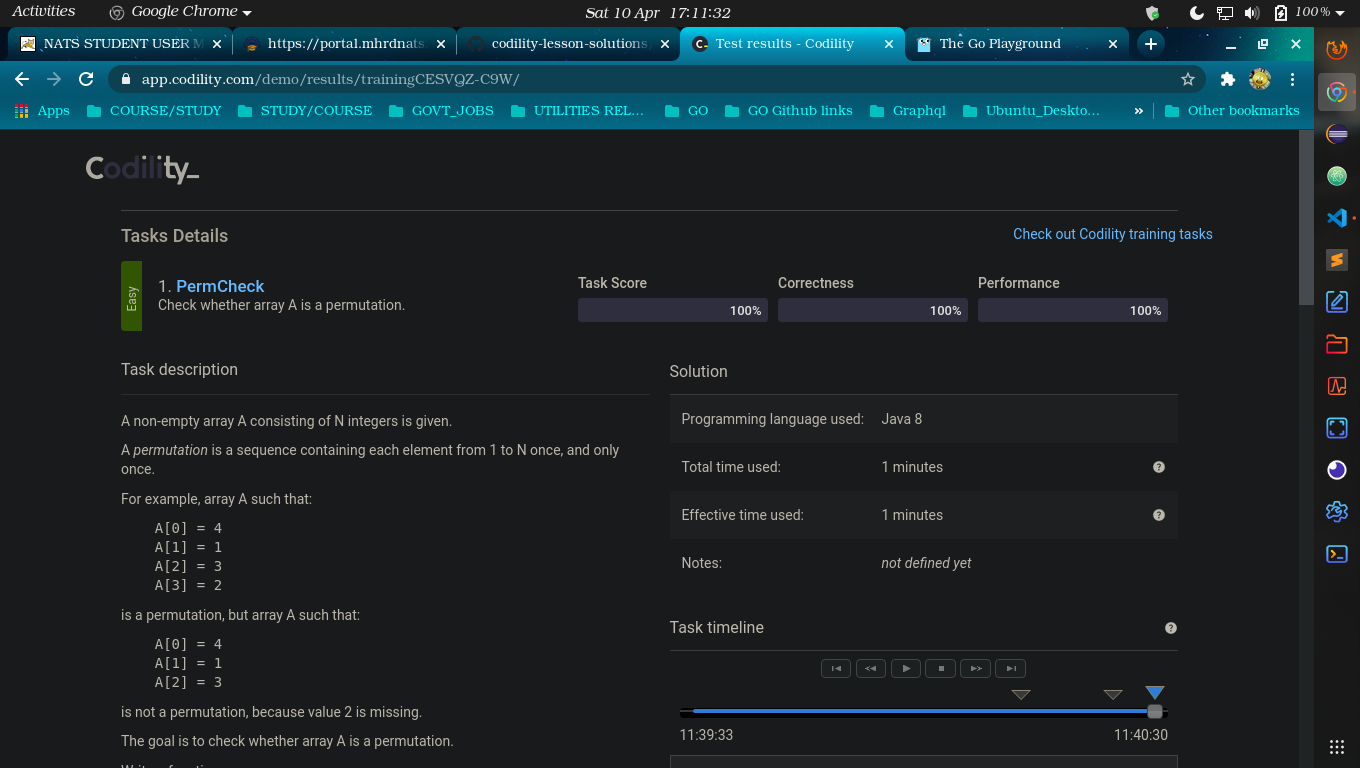 Activities
Google Chrome
Sat 10 Apr 17:11:32
100 %
NATS STUDENT USER M
https://portal.mhrdnats
codility-lesson-solutions
Test results - Codility
The Go Playground
app.codility.com/demo/results/trainingCESVQZ-C9W/
Apps
COURSE/STUDY
STUDY/COURSE
GOVT_JOBS
UTILITIES REL...
GO
GO Github links
Graphql
Ubuntu_Deskto...
»
Other bookmarks
Codility_
Tasks Details
Check out Codility training tasks
Easy
1. PermCheck
Check whether array A is a permutation.
Task Score
Correctness
Performance
100%
100%
100%
Task description
A non-empty array A consisting of N integers is given.
A permutation is a sequence containing each element from 1 to N once, and only
once.
For example, array A such that:
A[0] = 4
A[1] = 1
A[2] = 3
A[3] = 2
is a permutation, but array A such that:
A[0] = 4
A[1] = 1
A[2] = 3
is not a permutation, because value 2 is missing.
The goal is to check whether array A is a permutation.
Solution
Programming language used: Java 8
Total time used: 1 minutes
Effective time used: 1 minutes
Notes: not defined yet
Task timeline
11:39:33
11:40:30